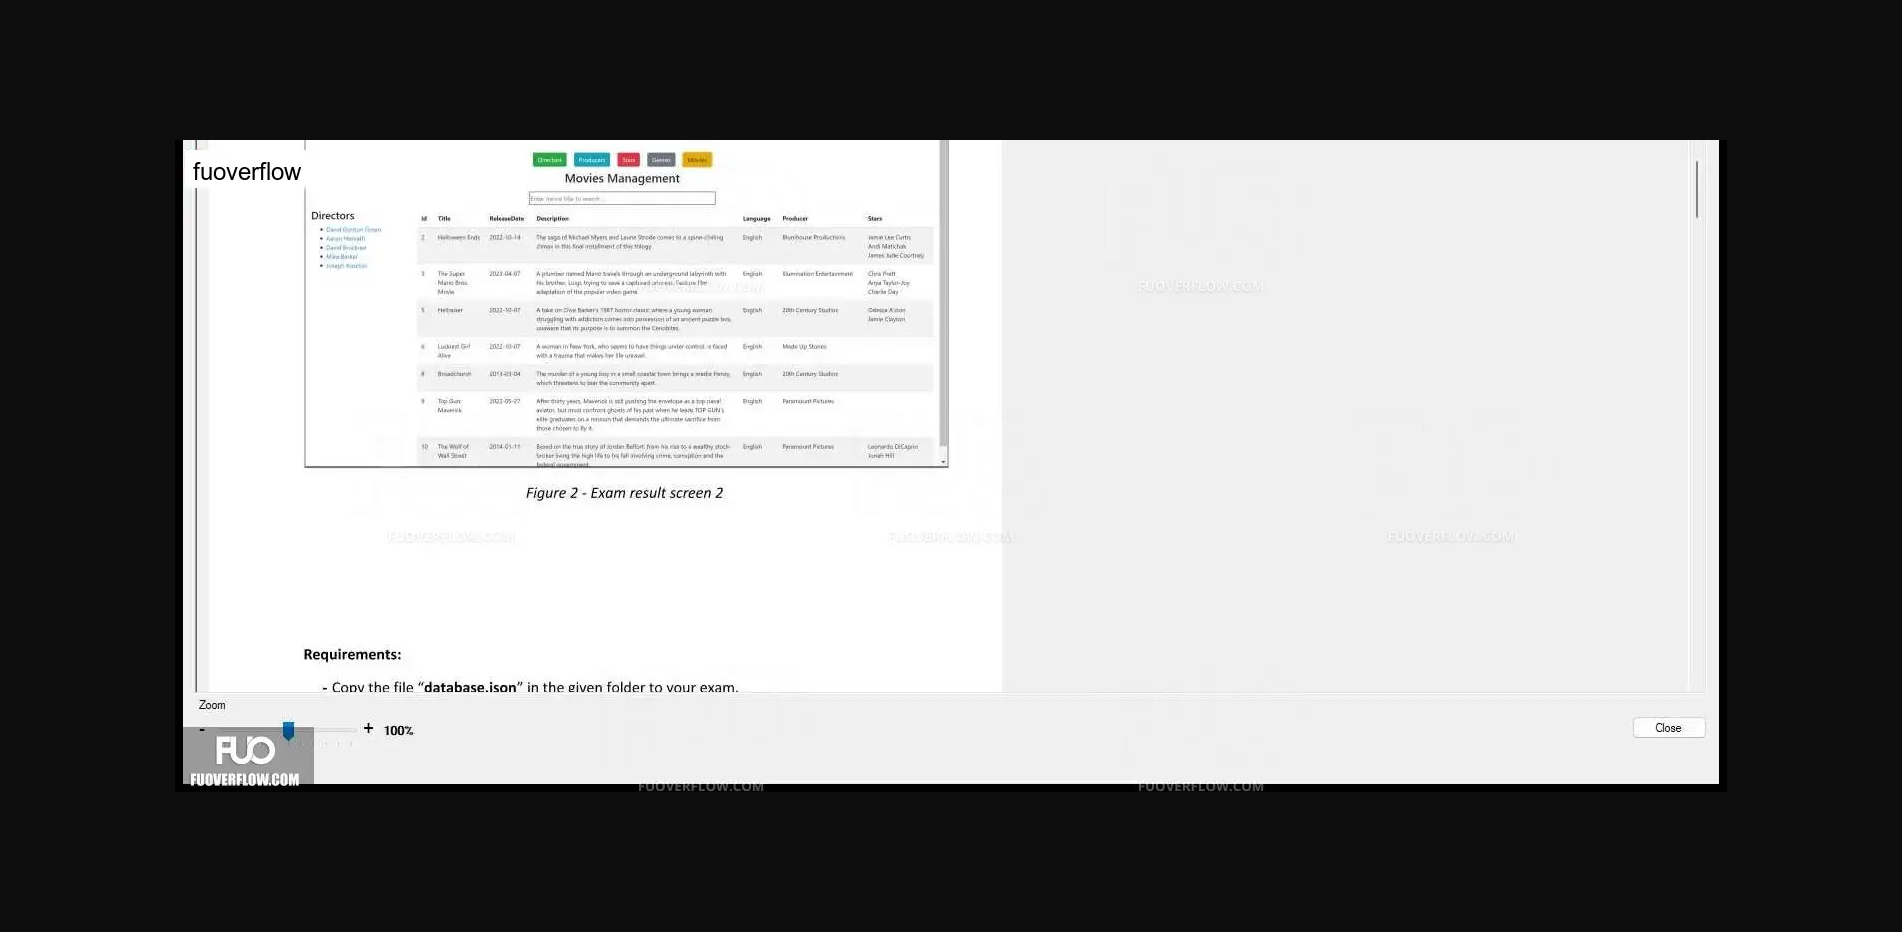 fuoverflow
Directors Producers Stars Genres Movies
Movies Management
Enter movie title to search...
Directors
David Gordon Green
Aaron Horvath
David Bruckner
Mike Barker
Joseph Kosinski
Id Title ReleaseDate Description Language Producer Stars
2 Halloween Ends 2022-10-14 The saga of Michael Myers and Laurie Strode comes to a spine-chilling English Blumhouse Productions Jamie Lee Curtis
climax in this final installment of this trilogy. Andi Matichak
James Jude Courtney
3 The Super 2023-04-07 A plumber named Mario travels through an underground labyrinth with English Illumination Entertainment Chris Pratt
Mario Bros. his brother, Luigi, trying to save a captured princess. Feature film Anya Taylor-Joy
Movie adaptation of the popular video game. Charlie Day
5 Hellraiser 2022-10-07 A take on Clive Barker's 1987 horror classic where a young woman English 20th Century Studios Odessa A'zion
struggling with addiction comes into possession of an ancient puzzle box, Jamie Clayton
unaware that its purpose is to summon the Cenobites.
6 Luckiest Girl 2022-10-07 A woman in New York, who seems to have things under control, is faced English Made Up Stories
Alive with a trauma that makes her life unravel.
8 Broadchurch 2013-03-04 The murder of a young boy in a small coastal town brings a media frenzy, English 20th Century Studios
which threatens to tear the community apart.
9 Top Gun: 2022-05-27 After thirty years, Maverick is still pushing the envelope as a top naval English Paramount Pictures
Maverick aviator, but must confront ghosts of his past when he leads TOP GUN's
elite graduates on a mission that demands the ultimate sacrifice from
those chosen to fly it.
10 The Wolf of 2014-01-11 Based on the true story of Jordan Belfort, from his rise to a wealthy stock- English Paramount Pictures Leonardo DiCaprio
Wall Street broker living the high life to his fall involving crime, corruption and the Jonah Hill
federal government.
FUOVERFLOW.COM
Figure 2 - Exam result screen 2
FUOVERFLOW.COM FUOVERFLOW.COM FUOVERFLOW.COM
Requirements:
- Copy the file “database.json” in the given folder to your exam.
Zoom
- + 100%
Close
FUO
FUOVERFLOW.COM
FUOVERFLOW.COM FUOVERFLOW.COM